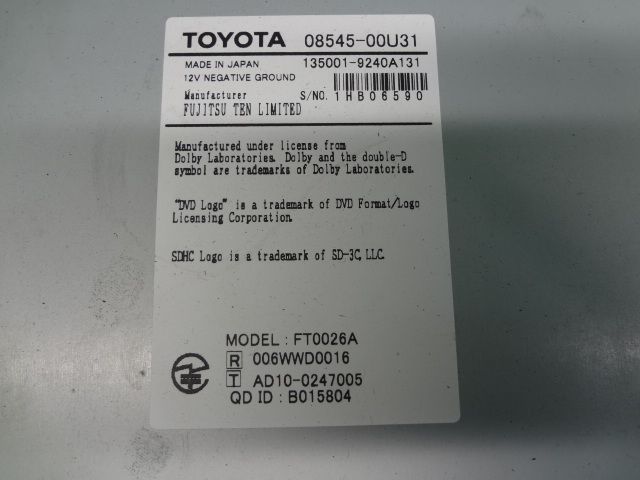 TOYOTA 08545-00U31
MADE IN JAPAN 135001-9240A131
12V NEGATIVE GROUND
Manufacturer S/NO. 1HB06590
FUJITSU TEN LIMITED
Manufactured under license from
Dolby Laboratories. Dolby and the double-D
symbol are trademarks of Dolby Laboratories.
"DVD Logo" is a trademark of DVD Format/Logo
Licensing Corporation.
SDHC Logo is a trademark of SD-3C, LLC.
MODEL : FT0026A
R 006WWD0016
T AD10-0247005
QD ID : B015804